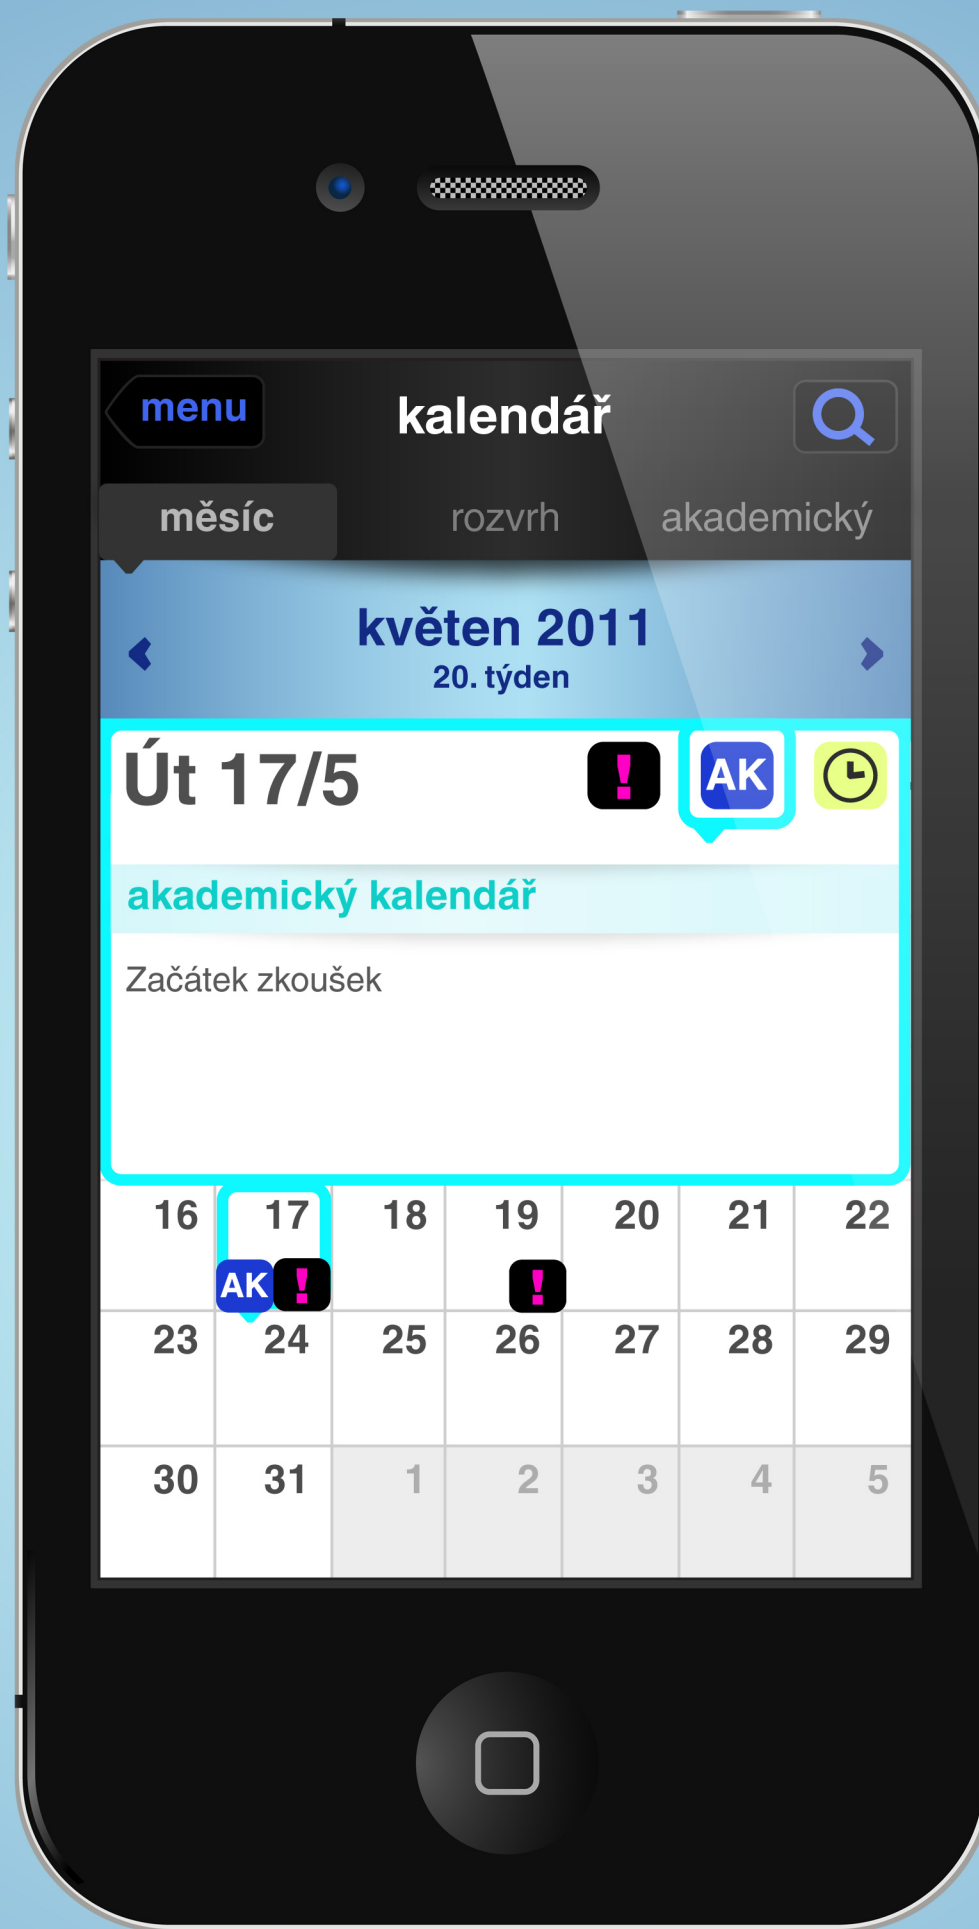 menu kalendář
měsíc rozvrh akademický
květen 2011
20. týden
Út 17/5 ! AK
akademický kalendář
Začátek zkoušek
16 17 18 19 20 21 22
AK ! !
23 24 25 26 27 28 29
30 31 1 2 3 4 5